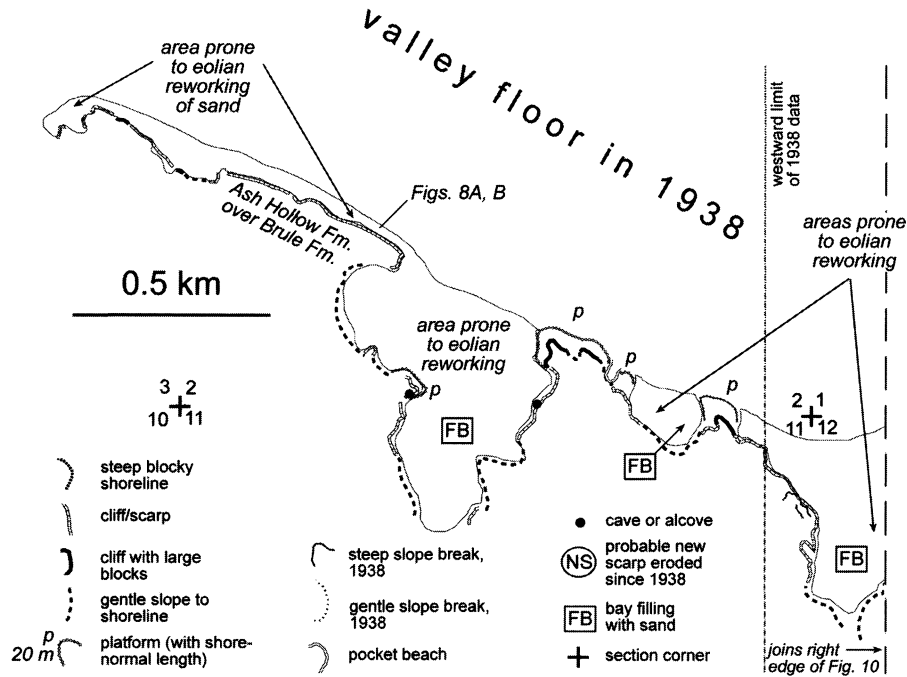 area prone
to eolian
reworking
of sand
valley floor in 1938
westward limit
of 1938 data
Figs. 8A, B
Ash Hollow Fm.
over Brule Fm.
areas prone
to eolian
reworking
0.5 km
area prone
to eolian
reworking
p
p
p
p
3 2
10 11
2 1
11 12
FB
FB
FB
steep blocky
shoreline
cliff/scarp
cliff with large
blocks
gentle slope to
shoreline
p
20 m
platform (with shore-
normal length)
steep slope break,
1938
gentle slope break,
1938
pocket beach
cave or alcove
NS
probable new
scarp eroded
since 1938
FB
bay filling
with sand
section corner
joins right
edge of Fig. 10